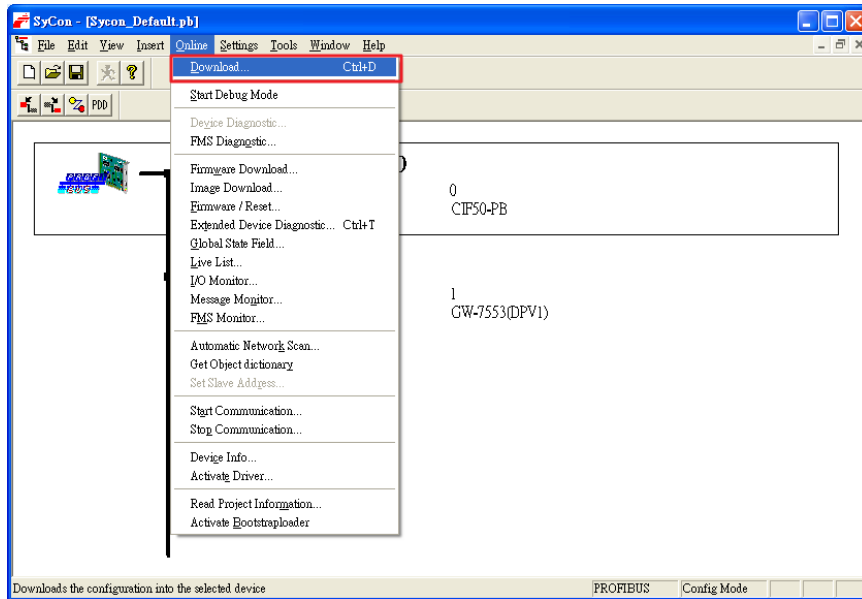 SyCon - [Sycon_Default.pb]
File Edit View Insert Online Settings Tools Window Help
Download... Ctrl+D
PDD
Start Debug Mode
Device Diagnostic...
FMS Diagnostic...
Firmware Download...
Image Download...
Firmware / Reset...
Extended Device Diagnostic... Ctrl+T
Global State Field...
Live List...
I/O Monitor...
Message Monitor...
FMS Monitor...
Automatic Network Scan...
Get Object dictionary
Set Slave Address...
Start Communication...
Stop Communication...
Device Info...
Activate Driver...
Read Project Information...
Activate Bootstraploader
0
CIF50-PB
1
GW-7553(DPV1)
Downloads the configuration into the selected device PROFIBUS Config Mode